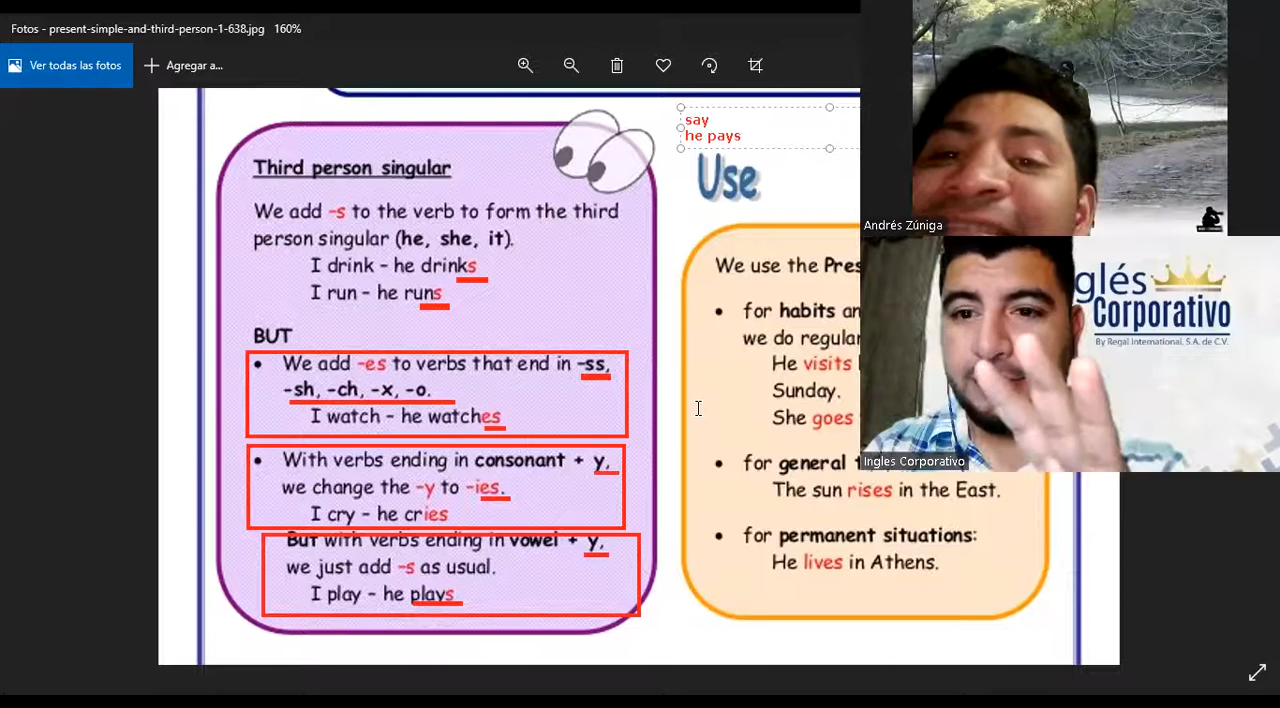 Fotos - present-simple-and-third-person-1-638.jpg 160%
Ver todas las fotos
Agregar a...
say
he pays
Use
Third person singular
We add -s to the verb to form the third
person singular (he, she, it).
I drink - he drinks
I run - he runs
BUT
• We add -es to verbs that end in -ss,
-sh, -ch, -x, -o.
I watch - he watches
• With verbs ending in consonant + y,
we change the -y to -ies.
I cry - he cries
But with verbs ending in vowel + y,
we just add -s as usual.
I play - he plays
We use the Pres
• for habits an
we do regular
He visits
Sunday.
She goes
• for general t
The sun rises in the East.
• for permanent situations:
He lives in Athens.
Andrés Zúniga
glés
Corporativo
By Regal International, S.A. de C.V.
Ingles Corporativo